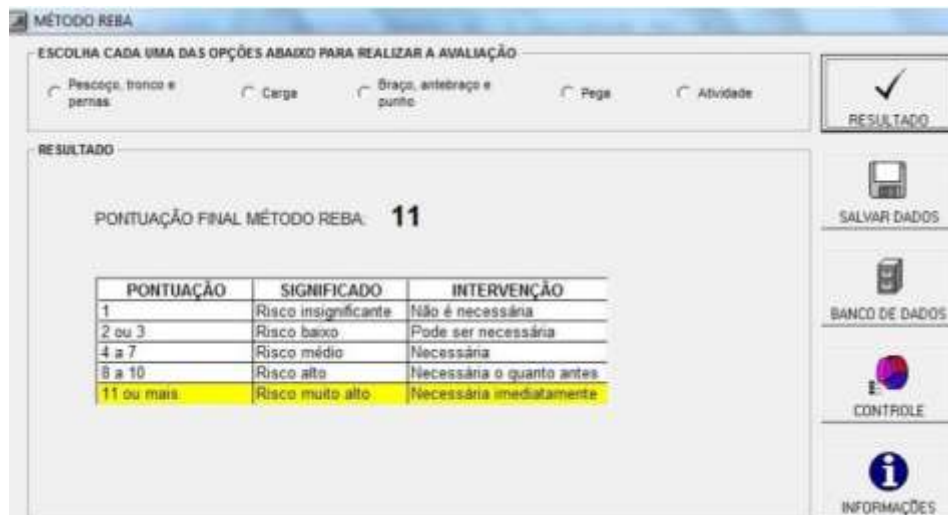 MÉTODO REBA
ESCOLHA CADA UMA DAS OPÇÕES ABAIXO PARA REALIZAR A AVALIAÇÃO
Pescoço, tronco e pernas
Carga
Braço, antebraço e punho
Pega
Atividade
RESULTADO
RESULTADO
PONTUAÇÃO FINAL MÉTODO REBA: 11
PONTUAÇÃO SIGNIFICADO INTERVENÇÃO
1 Risco insignificante Não é necessária
2 ou 3 Risco baixo Pode ser necessária
4 a 7 Risco médio Necessária
8 a 10 Risco alto Necessária o quanto antes
11 ou mais Risco muito alto Necessária imediatamente
SALVAR DADOS
BANCO DE DADOS
CONTROLE
INFORMAÇÕES